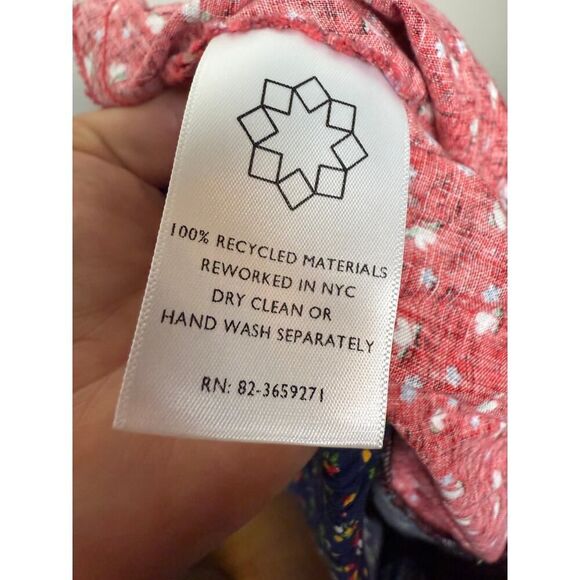 100% RECYCLED MATERIALS
REWORKED IN NYC
DRY CLEAN OR
HAND WASH SEPARATELY
RN: 82-3659271